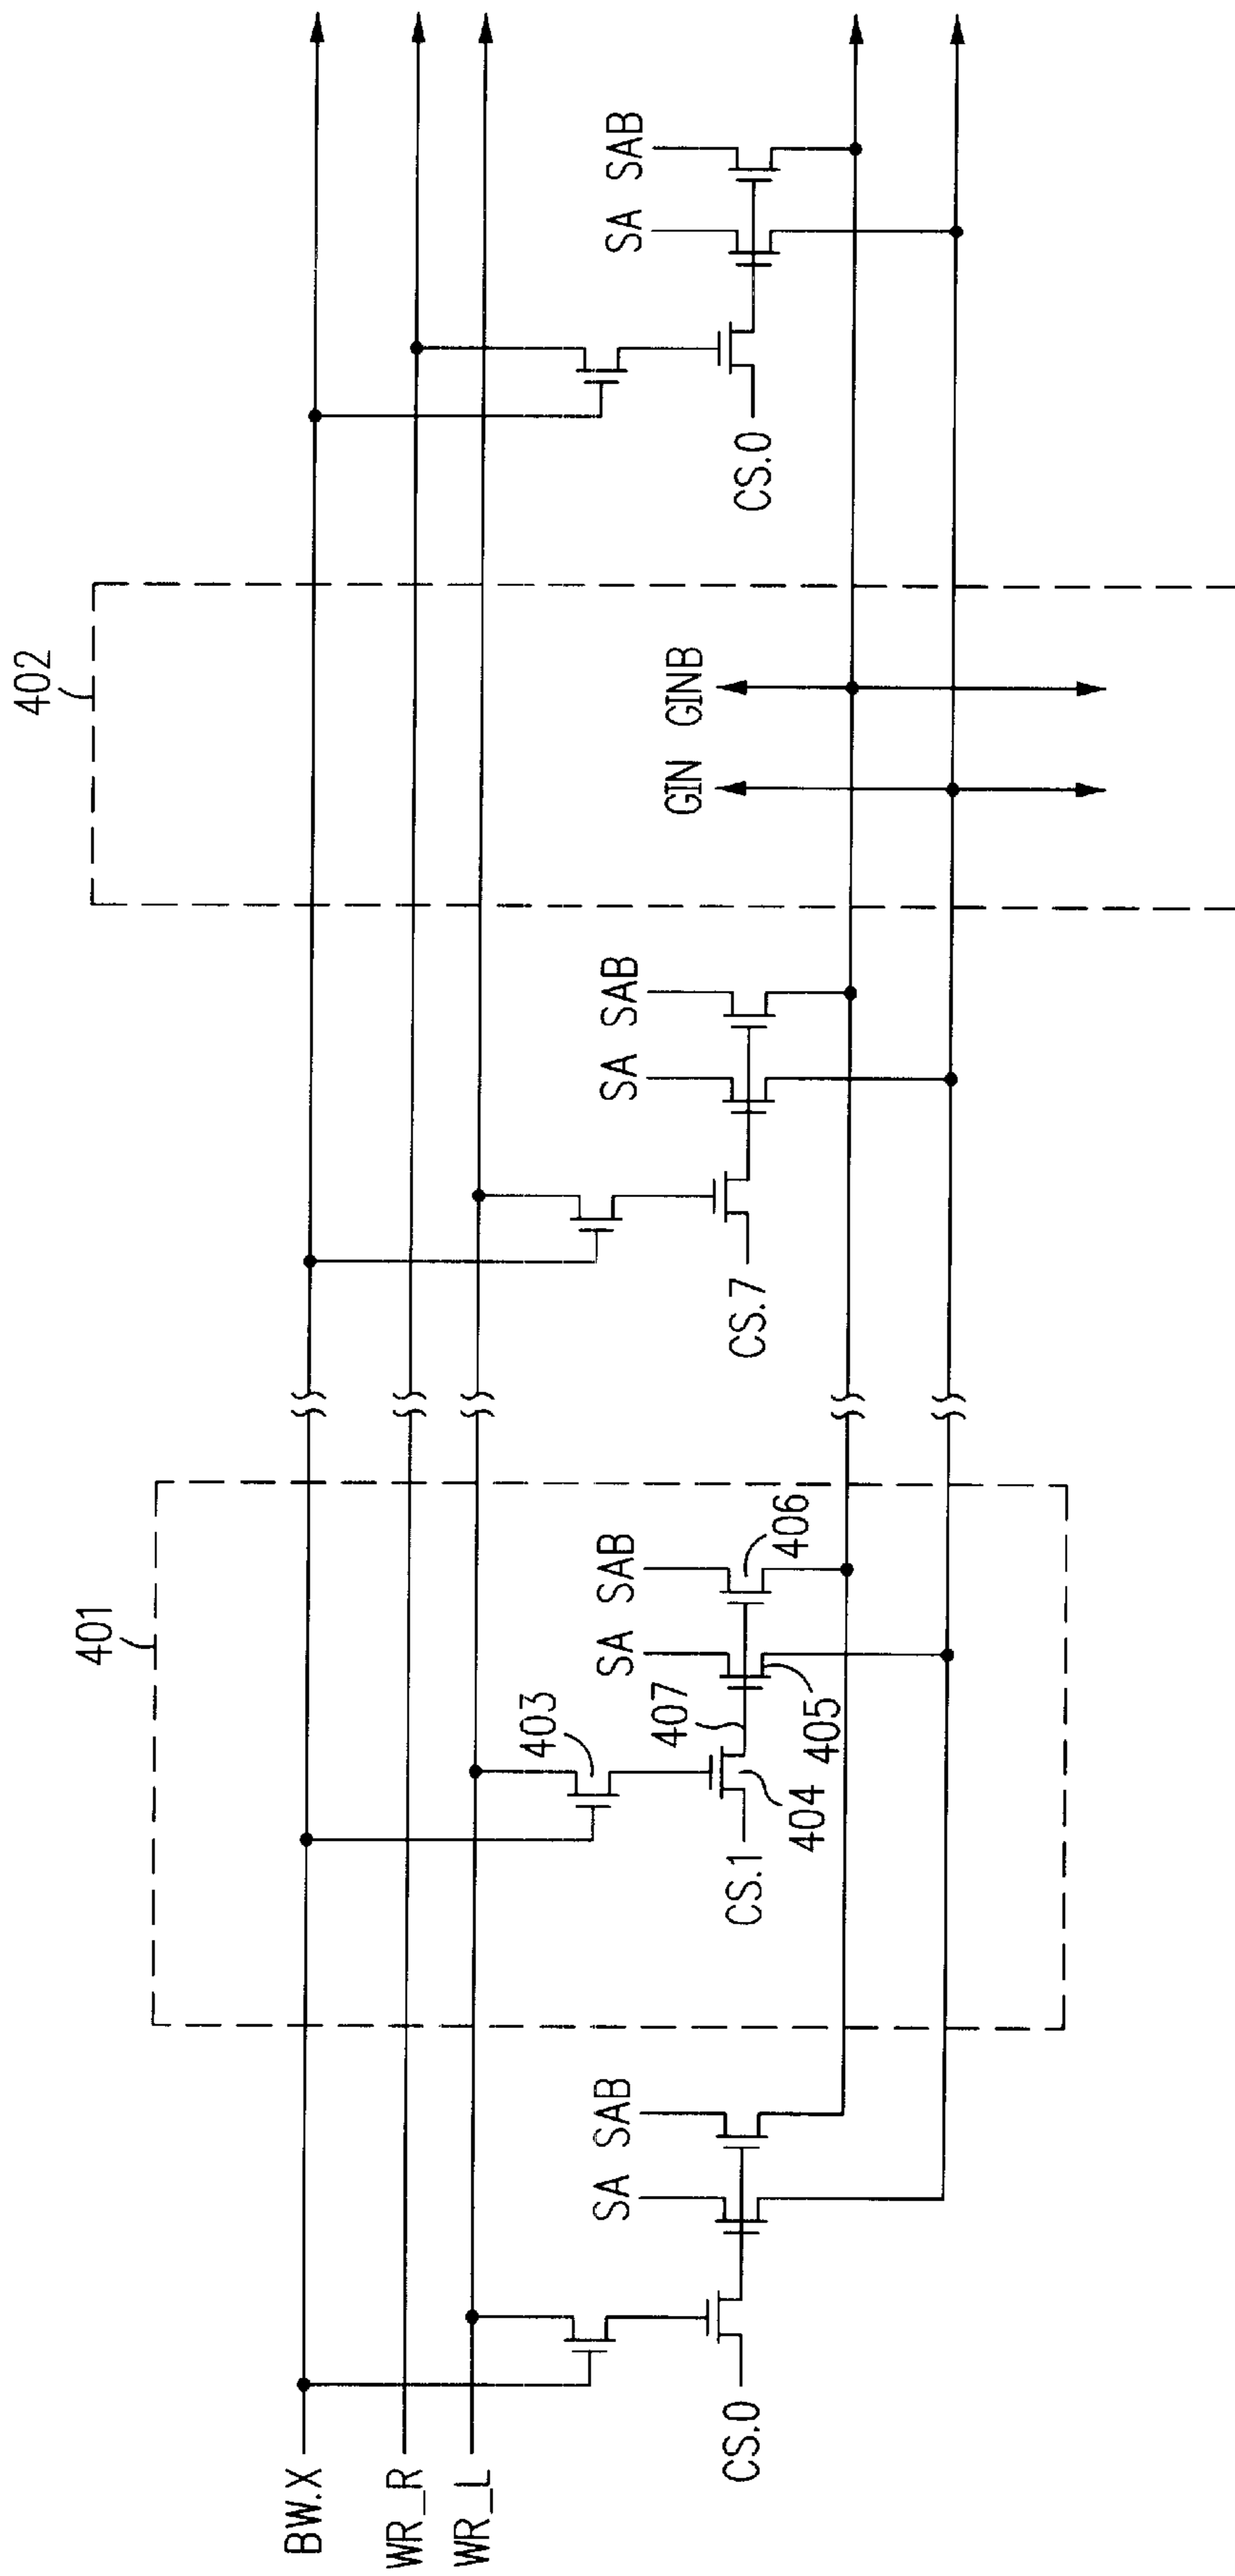 402
401
BW.X
WR_R
WR_L
CS.0
SA SAB
403
407
CS.1
404
405
SA SAB
406
CS.7
SA SAB
GIN GINB
CS.0
SA SAB